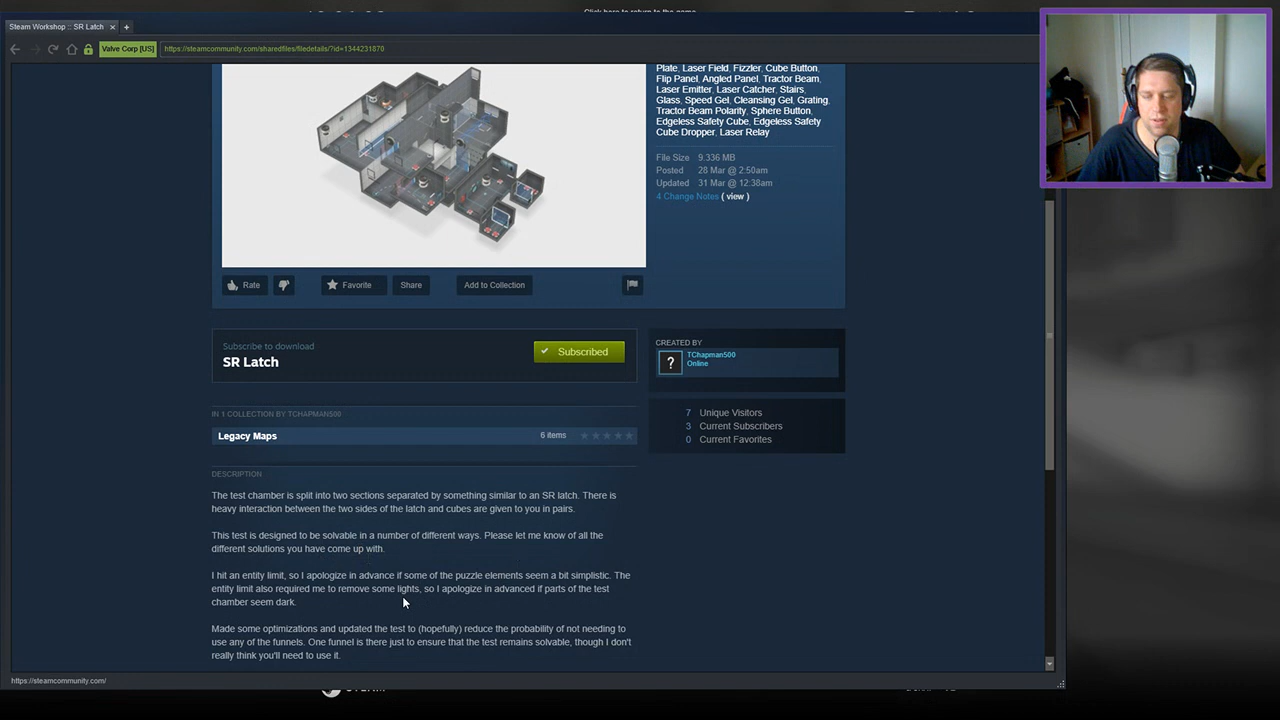 Click here to return to the game
Steam Workshop :: SR Latch
Valve Corp [US]
https://steamcommunity.com/sharedfiles/filedetails/?id=1344231870
Plate, Laser Field, Fizzler, Cube Button,
Flip Panel, Angled Panel, Tractor Beam,
Laser Emitter, Laser Catcher, Stairs,
Glass, Speed Gel, Cleansing Gel, Grating,
Tractor Beam Polarity, Sphere Button,
Edgeless Safety Cube, Edgeless Safety
Cube Dropper, Laser Relay
File Size 9.336 MB
Posted 28 Mar @ 2:50am
Updated 31 Mar @ 12:38am
4 Change Notes ( view )
Rate
Favorite
Share
Add to Collection
Subscribe to download
SR Latch
Subscribed
CREATED BY
TChapman500
Online
7 Unique Visitors
3 Current Subscribers
0 Current Favorites
IN 1 COLLECTION BY TCHAPMAN500
Legacy Maps
6 items
DESCRIPTION
The test chamber is split into two sections separated by something similar to an SR latch. There is
heavy interaction between the two sides of the latch and cubes are given to you in pairs.
This test is designed to be solvable in a number of different ways. Please let me know of all the
different solutions you have come up with.
I hit an entity limit, so I apologize in advance if some of the puzzle elements seem a bit simplistic. The
entity limit also required me to remove some lights, so I apologize in advanced if parts of the test
chamber seem dark.
Made some optimizations and updated the test to (hopefully) reduce the probability of not needing to
use any of the funnels. One funnel is there just to ensure that the test remains solvable, though I don't
really think you'll need to use it.
https://steamcommunity.com/